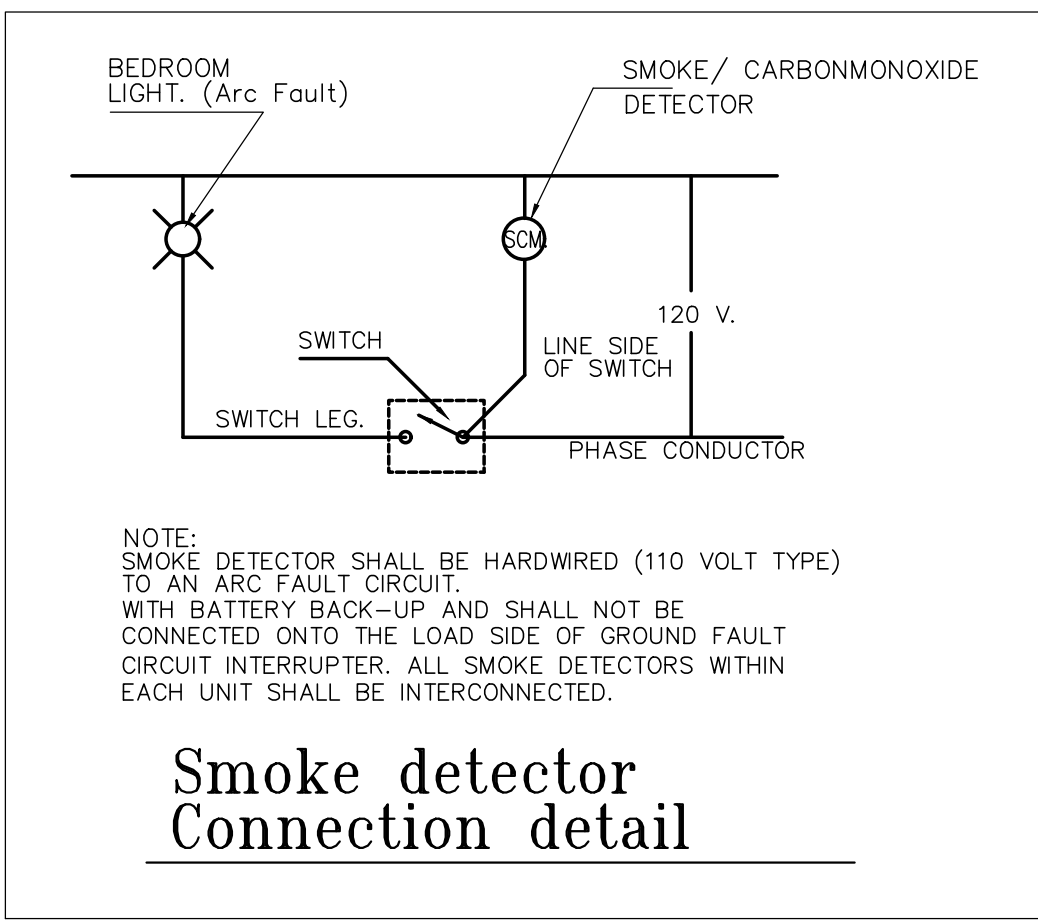 BEDROOM
LIGHT. (Arc Fault)
SMOKE/ CARBONMONOXIDE
DETECTOR
SCM.
120 V.
SWITCH
LINE SIDE
OF SWITCH
SWITCH LEG.
PHASE CONDUCTOR
NOTE:
SMOKE DETECTOR SHALL BE HARDWIRED (110 VOLT TYPE)
TO AN ARC FAULT CIRCUIT.
WITH BATTERY BACK-UP AND SHALL NOT BE
CONNECTED ONTO THE LOAD SIDE OF GROUND FAULT
CIRCUIT INTERRUPTER. ALL SMOKE DETECTORS WITHIN
EACH UNIT SHALL BE INTERCONNECTED.
Smoke detector
Connection detail